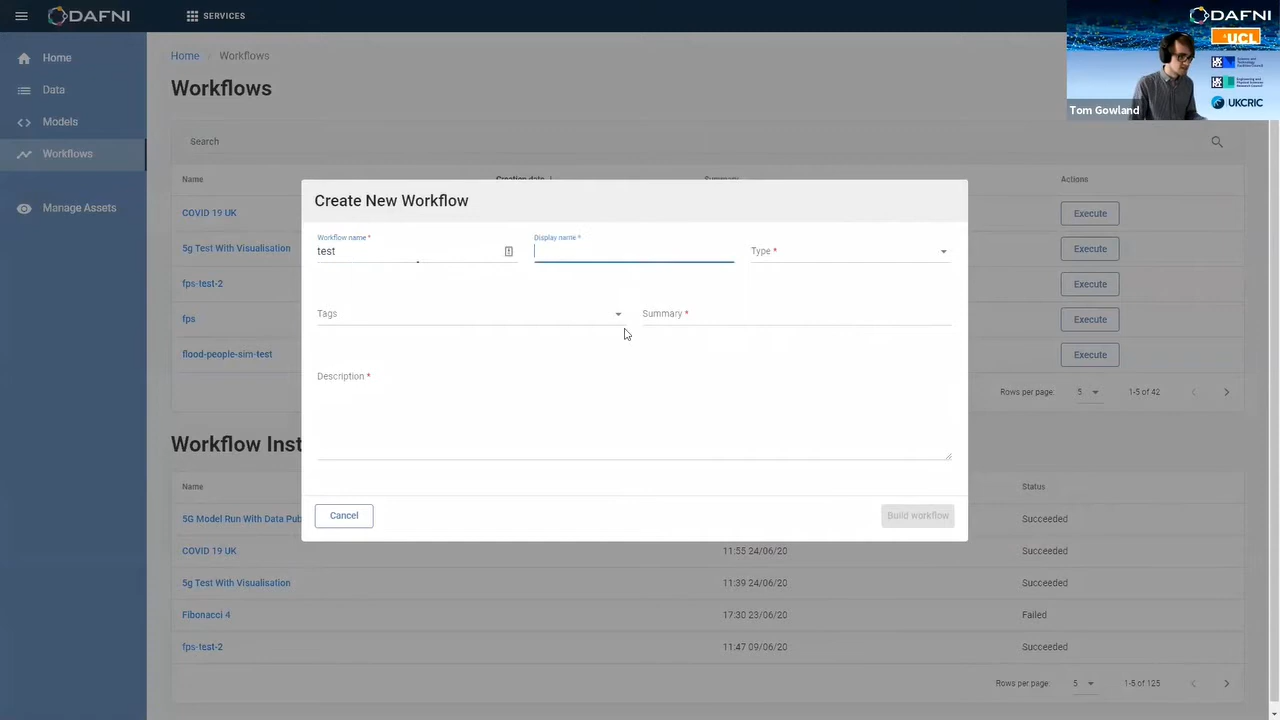 DAFNI
SERVICES
DAFNI
UCL
UKCRIC
Tom Gowland
Home
Data
Models
Workflows
Manage Assets
Home › Workflows
Workflows
Search
Name Creation date Summary Actions
COVID 19 UK Execute
5g Test With Visualisation Execute
fps-test-2 Execute
fps Execute
flood-people-sim-test Execute
Rows per page: 5 1-5 of 42
Create New Workflow
Workflow name * Display name *
test Type *
Tags Summary *
Description *
Cancel Build workflow
Workflow Inst
Name Status
5G Model Run With Data Pub Succeeded
COVID 19 UK 11:55 24/06/20 Succeeded
5g Test With Visualisation 11:39 24/06/20 Succeeded
Fibonacci 4 17:30 23/06/20 Failed
fps-test-2 11:47 09/06/20 Succeeded
Rows per page: 5 1-5 of 125